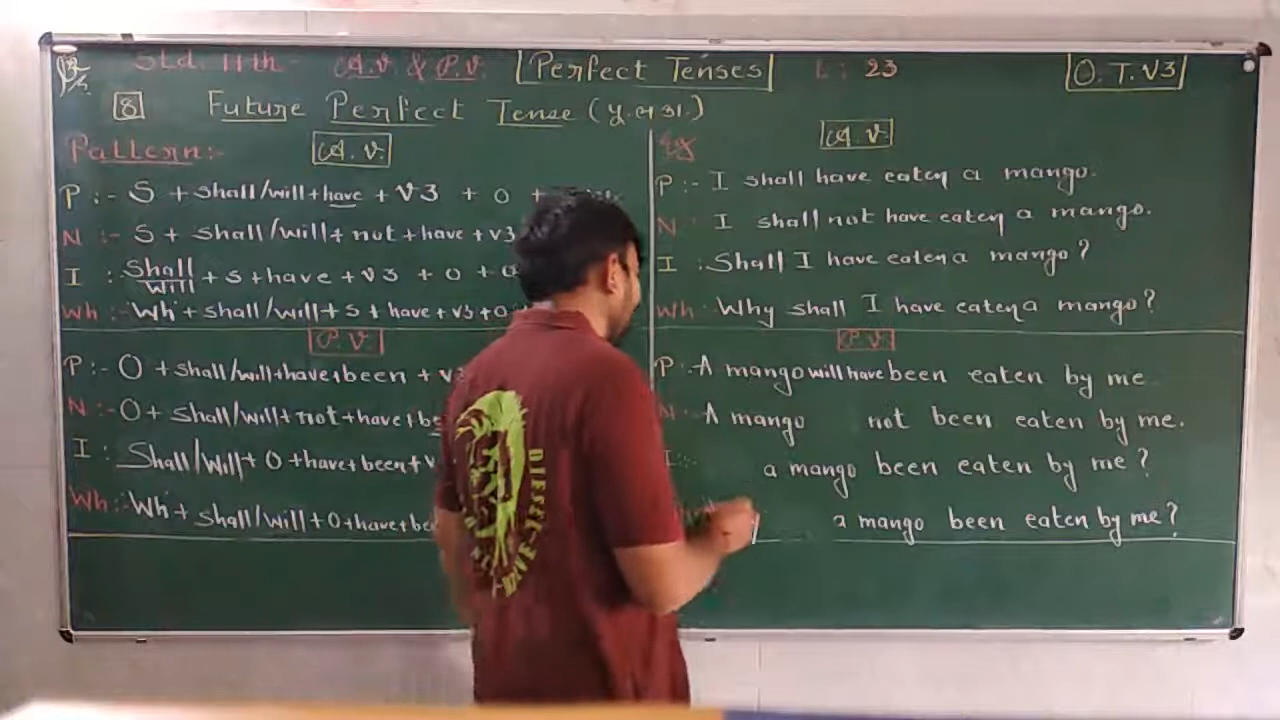 Std. 11th- A.V. & P.V. Perfect Tenses L: 23 O.T.V3
8 Future Perfect Tense (पू.भ.का.)
Pattern:- A.V.
P :- S + shall/will + have + V3 + O +
N :- S + shall/will + not + have + V3
I : Shall/Will + S + have + V3 + O +
Wh :- Wh + shall/will + S + have + V3 + O
P.V.
P :- O + shall/will + have + been +
N :- O + shall/will + not + have +
I : Shall/Will + O + have + been +
Wh :- Wh + shall/will + O + have +
Eg A.V.
P :- I shall have eaten a mango.
N : I shall not have eaten a mango.
I : Shall I have eaten a mango?
Wh : Why shall I have eaten a mango?
P.V.
P :- A mango will have been eaten by me
N :- A mango not been eaten by me.
I :- a mango been eaten by me?
a mango been eaten by me?
DIESEL